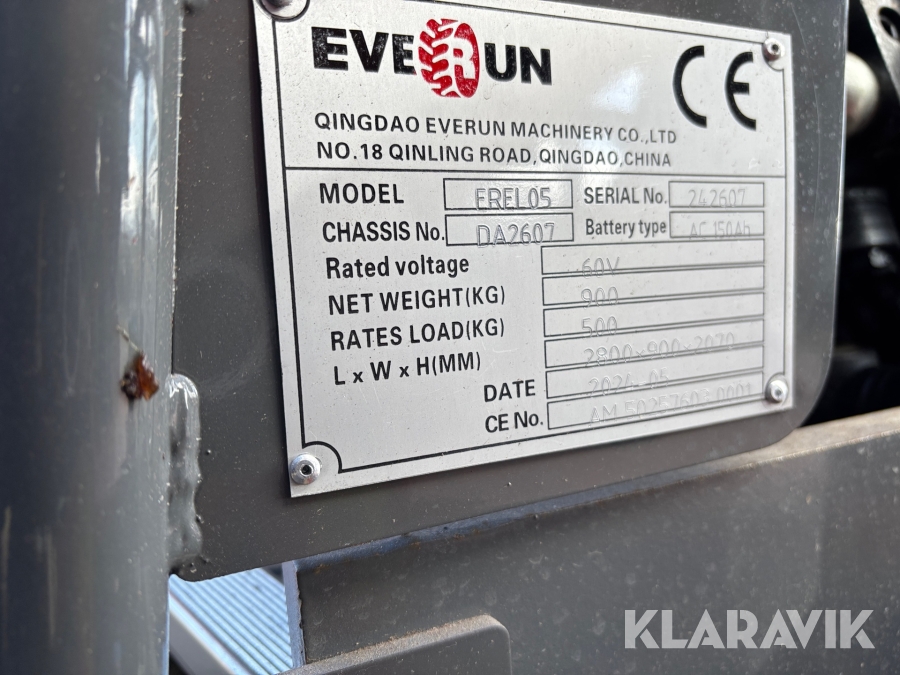 EVERUN
CE
QINGDAO EVERUN MACHINERY CO.,LTD
NO.18 QINLING ROAD,QINGDAO,CHINA
MODEL EREL05 SERIAL No. 242607
CHASSIS No. DA2607 Battery type AC 150Ah
Rated voltage 60V
NET WEIGHT(KG) 900
RATES LOAD(KG) 500
L x W x H(MM) 2800×900×2070
DATE 2024.05
CE No. AM
KLARAVIK